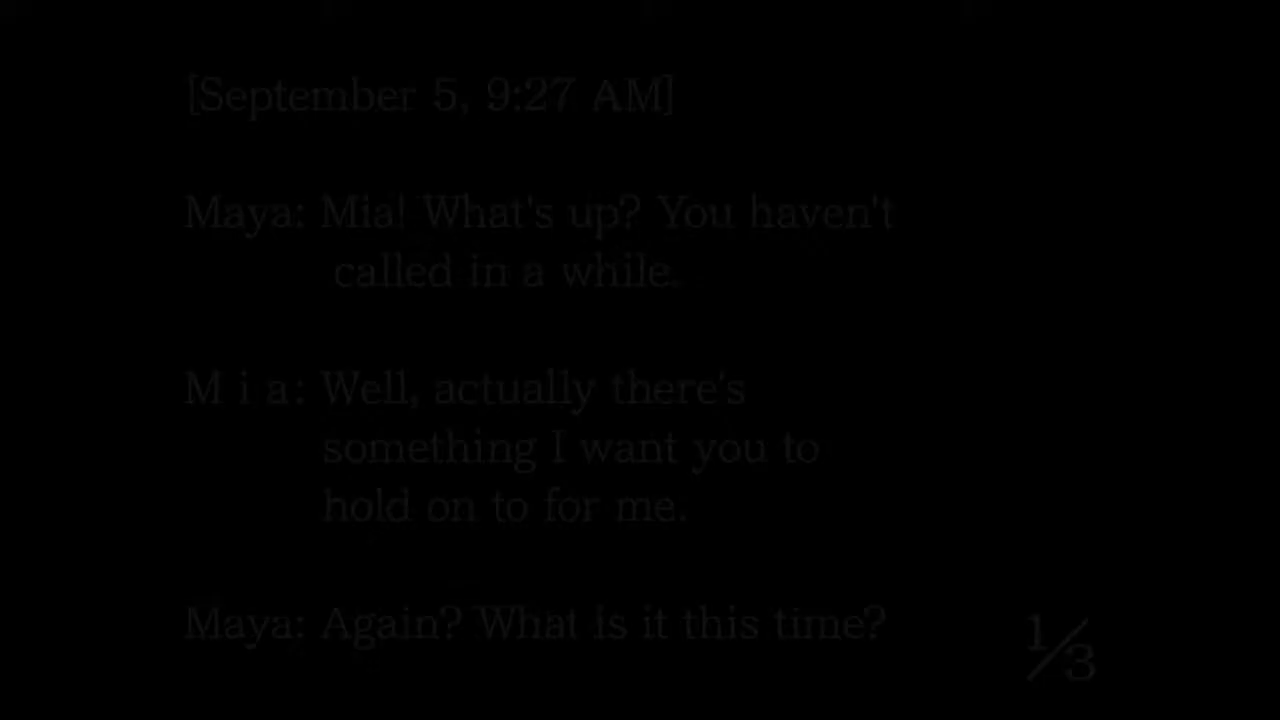 [September 5, 9:27 AM]
Maya: Mia! What's up? You haven't
called in a while.
M i a: Well, actually there's
something I want you to
hold on to for me.
Maya: Again? What is it this time?
1/3